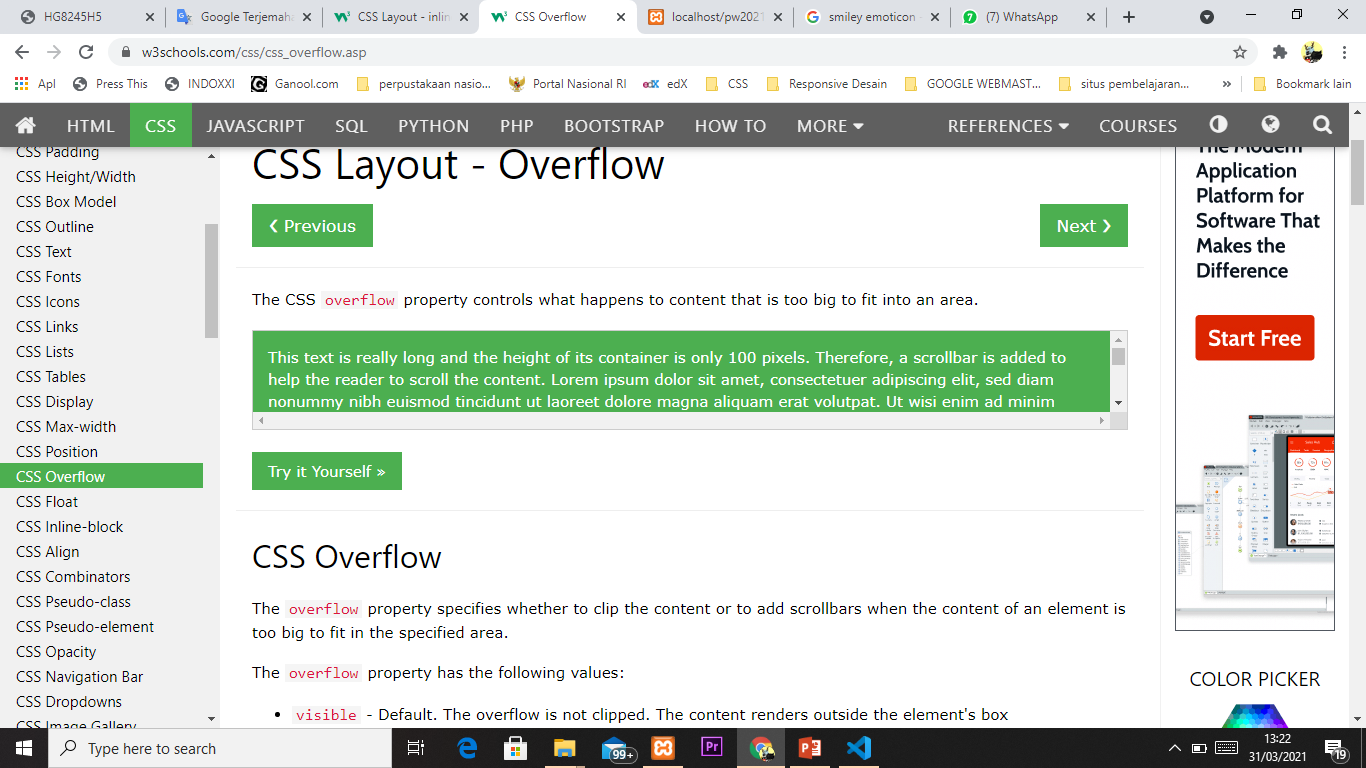 HG8245H5
Google Terjemah
CSS Layout - inlin
CSS Overflow
localhost/pw2021
smiley emoticon -
(7) WhatsApp
w3schools.com/css/css_overflow.asp
Apl
Press This
INDOXXI
Ganool.com
perpustakaan nasio...
Portal Nasional RI
edX
edX
CSS
Responsive Desain
GOOGLE WEBMAST...
situs pembelajaran...
»
Bookmark lain
HTML
CSS
JAVASCRIPT
SQL
PYTHON
PHP
BOOTSTRAP
HOW TO
MORE
REFERENCES
COURSES
CSS Padding
CSS Height/Width
CSS Box Model
CSS Outline
CSS Text
CSS Fonts
CSS Icons
CSS Links
CSS Lists
CSS Tables
CSS Display
CSS Max-width
CSS Position
CSS Overflow
CSS Float
CSS Inline-block
CSS Align
CSS Combinators
CSS Pseudo-class
CSS Pseudo-element
CSS Opacity
CSS Navigation Bar
CSS Dropdowns
CSS Image Gallery
CSS Layout - Overflow
❮ Previous
Next ❯
The CSS overflow property controls what happens to content that is too big to fit into an area.
This text is really long and the height of its container is only 100 pixels. Therefore, a scrollbar is added to
help the reader to scroll the content. Lorem ipsum dolor sit amet, consectetuer adipiscing elit, sed diam
nonummy nibh euismod tincidunt ut laoreet dolore magna aliquam erat volutpat. Ut wisi enim ad minim
Try it Yourself »
CSS Overflow
The overflow property specifies whether to clip the content or to add scrollbars when the content of an element is
too big to fit in the specified area.
The overflow property has the following values:
• visible - Default. The overflow is not clipped. The content renders outside the element's box
The Modern
Application
Platform for
Software That
Makes the
Difference
Start Free
COLOR PICKER
Type here to search
99+
Pr
13:22
31/03/2021
19